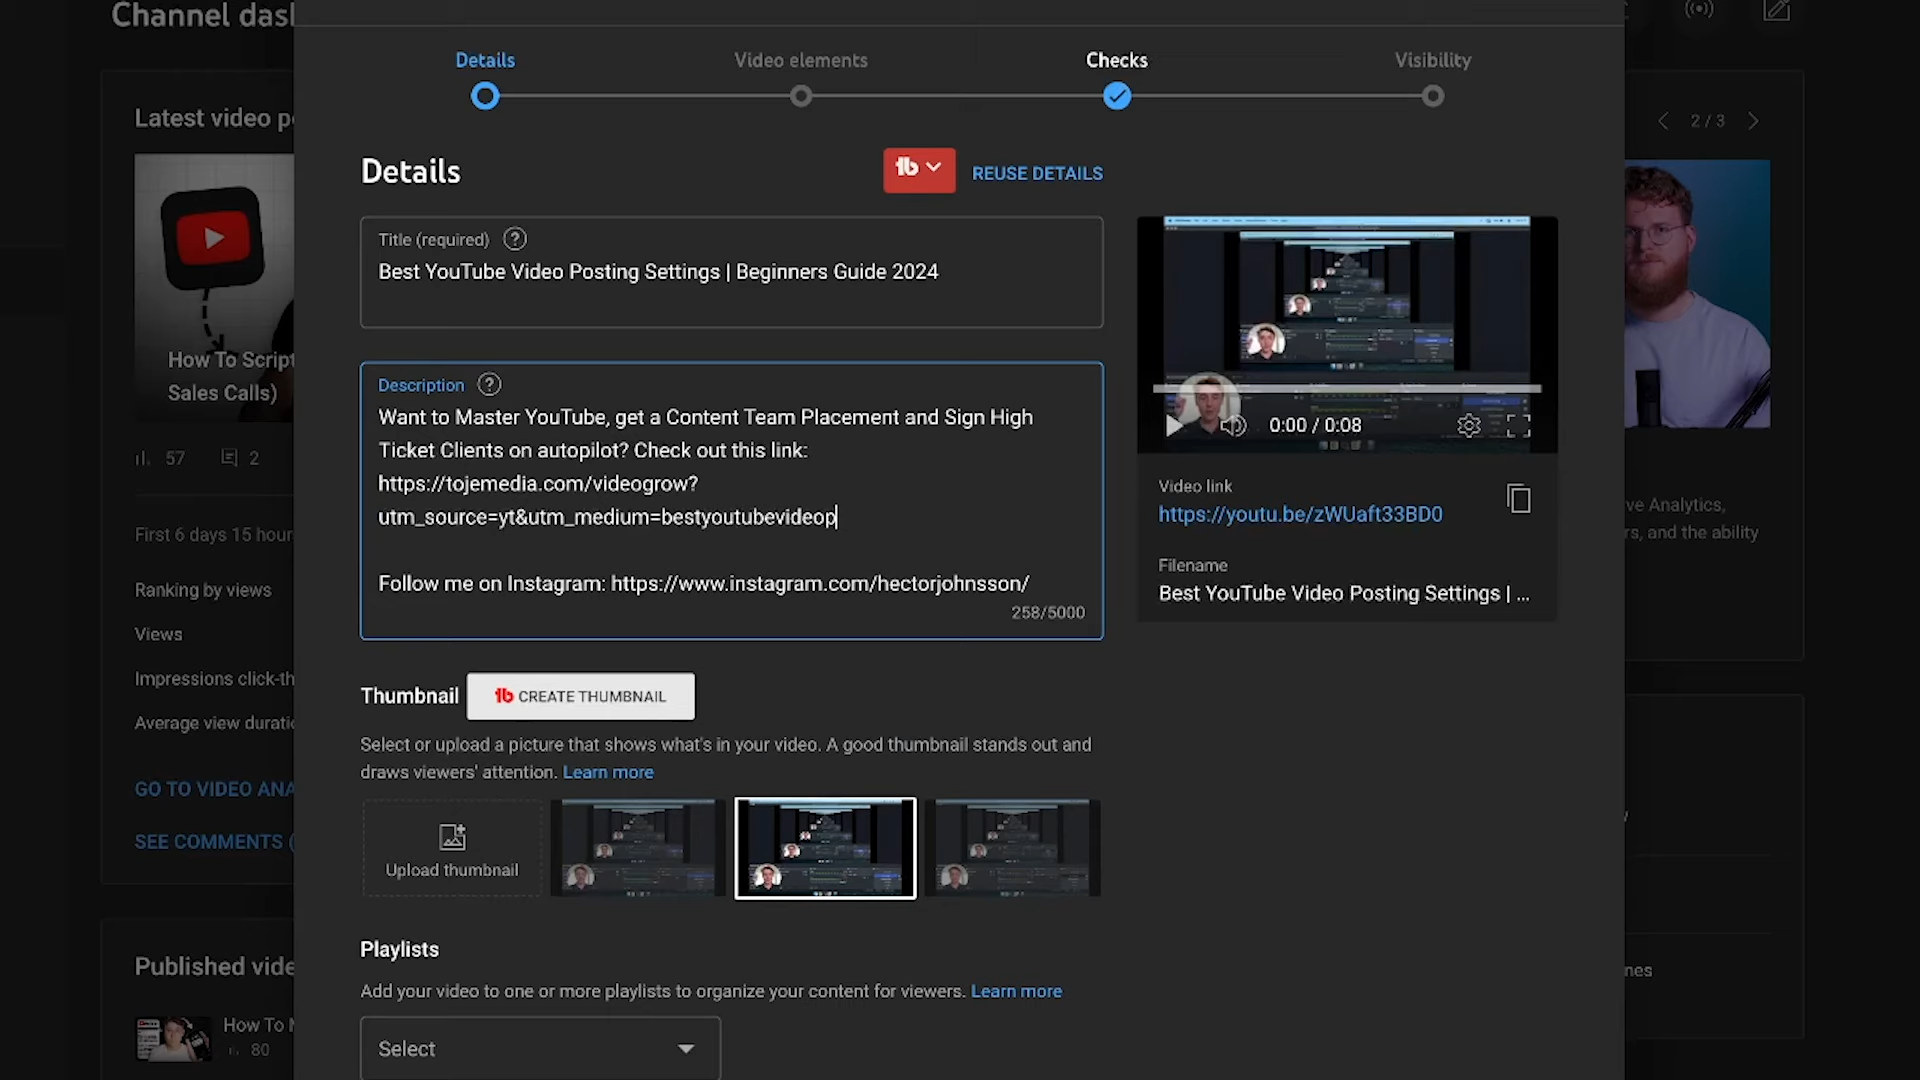 Channel das
Details
Video elements
Checks
Visibility
Latest video p
2 / 3
Details
REUSE DETAILS
Title (required)
Best YouTube Video Posting Settings | Beginners Guide 2024
How To Script
Sales Calls)
57
2
Description
Want to Master YouTube, get a Content Team Placement and Sign High
Ticket Clients on autopilot? Check out this link:
https://tojemedia.com/videogrow?
utm_source=yt&utm_medium=bestyoutubevideop
Follow me on Instagram: https://www.instagram.com/hectorjohnsson/
258/5000
0:00 / 0:08
Video link
https://youtu.be/zWUaft33BD0
Filename
Best YouTube Video Posting Settings | ...
ve Analytics,
rs, and the ability
First 6 days 15 hour
Ranking by views
Views
Impressions click-th
Average view duratio
GO TO VIDEO ANA
SEE COMMENTS (
Thumbnail
CREATE THUMBNAIL
Select or upload a picture that shows what's in your video. A good thumbnail stands out and
draws viewers' attention. Learn more
Upload thumbnail
Playlists
Add your video to one or more playlists to organize your content for viewers. Learn more
Select
Published vide
How To M
80
nes